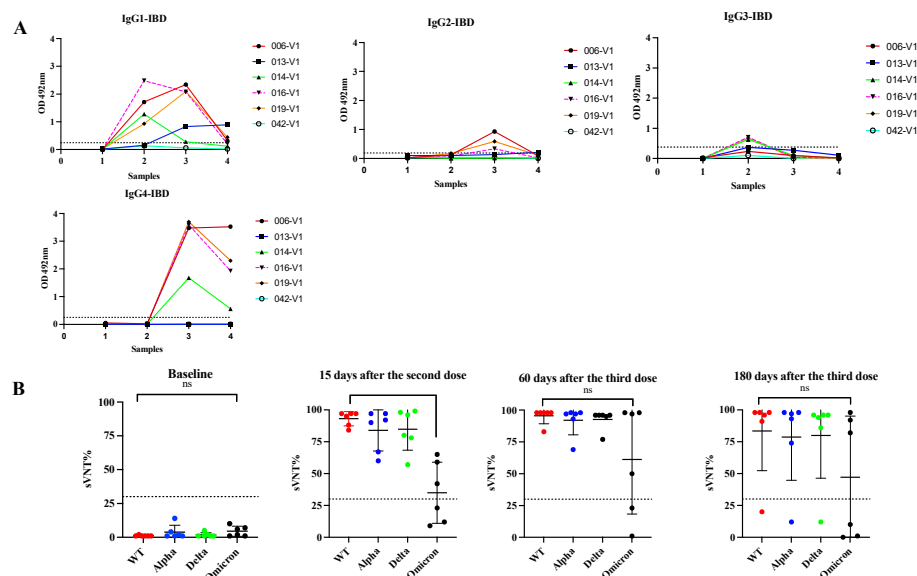 A
IgG1-IBD
OD 492nm
4
3
2
1
0
0 1 2 3 4
Samples
006-V1
013-V1
014-V1
016-V1
019-V1
042-V1
IgG2-IBD
OD 492nm
4
3
2
1
0
0 1 2 3 4
Samples
006-V1
013-V1
014-V1
016-V1
019-V1
042-V1
IgG3-IBD
OD 492nm
4
3
2
1
0
0 1 2 3 4
Samples
006-V1
013-V1
014-V1
016-V1
019-V1
042-V1
IgG4-IBD
OD 492nm
4
3
2
1
0
0 1 2 3 4
Samples
006-V1
013-V1
014-V1
016-V1
019-V1
042-V1
B
Baseline
ns
sVNT%
100
75
50
25
0
WT Alpha Delta Omicron
15 days after the second dose
sVNT%
100
75
50
25
0
WT Alpha Delta Omicron
60 days after the third dose
ns
sVNT%
100
75
50
25
0
WT Alpha Delta Omicron
180 days after the third dose
ns
sVNT%
100
75
50
25
0
WT Alpha Delta Omicron